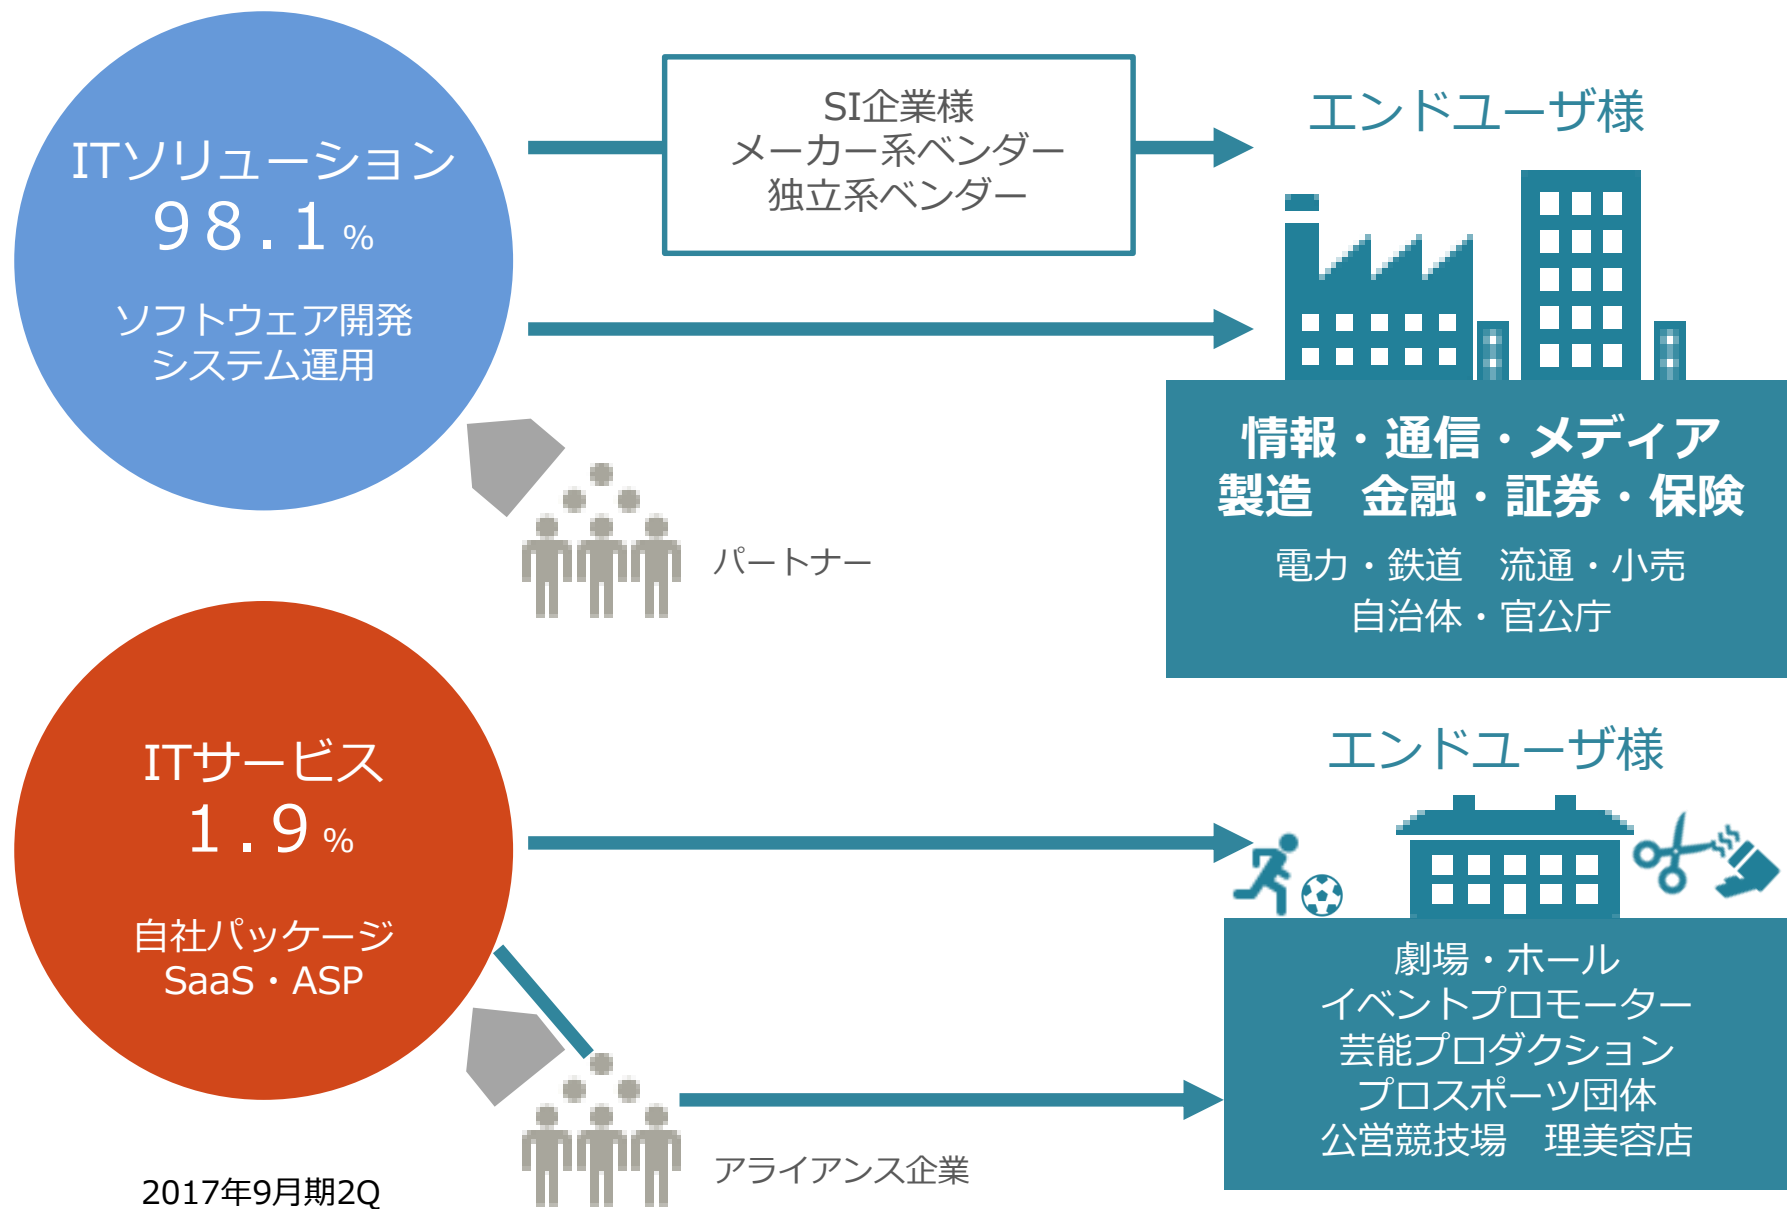 ITソリューション
98.1%
ソフトウェア開発
システム運用
SI企業様
メーカー系ベンダー
独立系ベンダー
エンドユーザ様
情報・通信・メディア
製造　金融・証券・保険
電力・鉄道　流通・小売
自治体・官公庁
パートナー
ITサービス
1.9%
自社パッケージ
SaaS・ASP
エンドユーザ様
劇場・ホール
イベントプロモーター
芸能プロダクション
プロスポーツ団体
公営競技場　理美容店
アライアンス企業
2017年9月期2Q